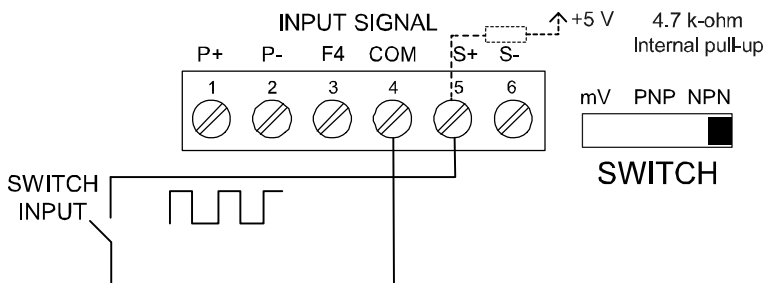 INPUT SIGNAL
+5 V
4.7 k-ohm
Internal pull-up
P+ P- F4 COM S+ S-
1 2 3 4 5 6
mV PNP NPN
SWITCH
SWITCH
INPUT